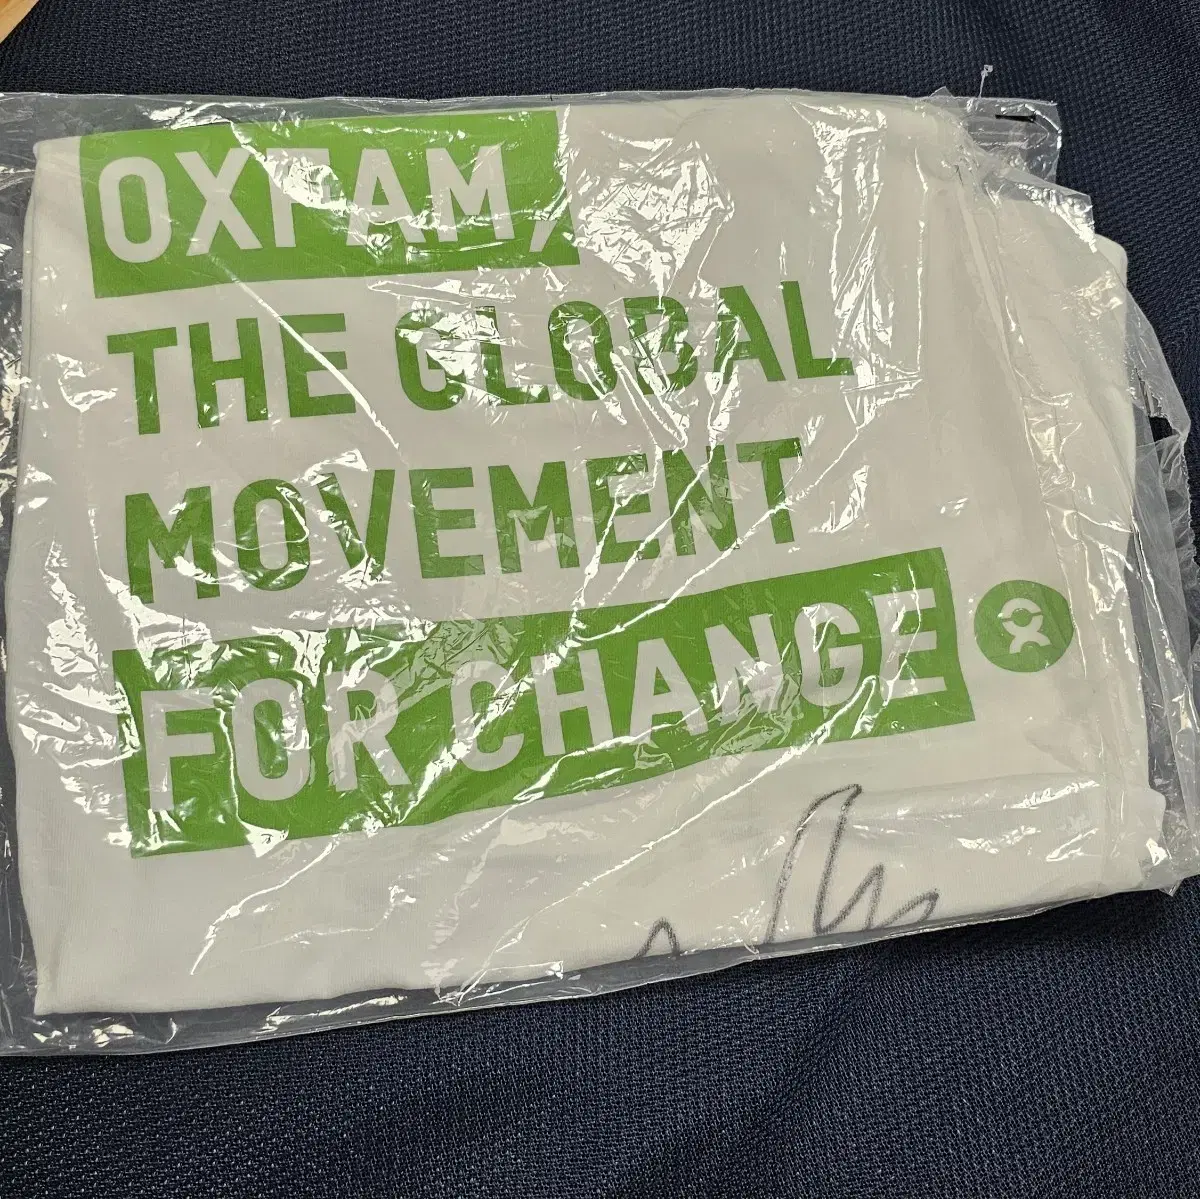 OXFAM,
THE GLOBAL
MOVEMENT
FOR CHANGE